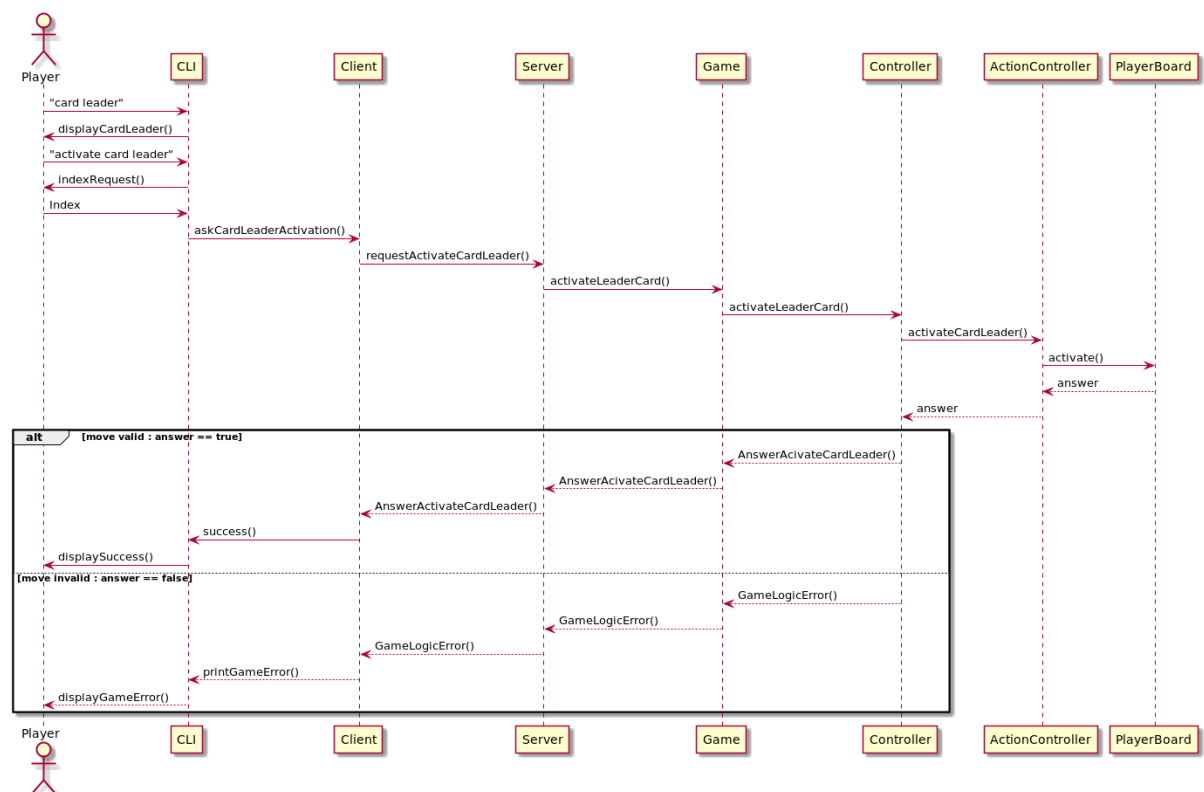 Player
CLI
Client
Server
Game
Controller
ActionController
PlayerBoard
"card leader"
displayCardLeader()
"activate card leader"
indexRequest()
Index
askCardLeaderActivation()
requestActivateCardLeader()
activateLeaderCard()
activateLeaderCard()
activateCardLeader()
activate()
answer
answer
alt [move valid : answer == true]
AnswerAcivateCardLeader()
AnswerAcivateCardLeader()
AnswerActivateCardLeader()
success()
displaySuccess()
[move invalid : answer == false]
GameLogicError()
GameLogicError()
GameLogicError()
printGameError()
displayGameError()
Player
CLI
Client
Server
Game
Controller
ActionController
PlayerBoard